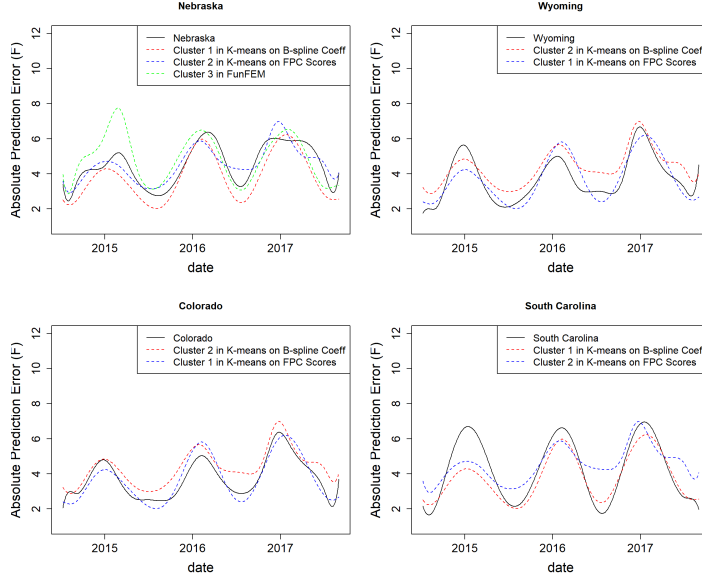 Nebraska
Absolute Prediction Error (F)
12
10
8
6
4
2
Nebraska
Cluster 1 in K-means on B-spline Coeff
Cluster 2 in K-means on FPC Scores
Cluster 3 in FunFEM
2015
2016
2017
date
Wyoming
Absolute Prediction Error (F)
12
10
8
6
4
2
Wyoming
Cluster 2 in K-means on B-spline Coeff
Cluster 1 in K-means on FPC Scores
2015
2016
2017
date
Colorado
Absolute Prediction Error (F)
12
10
8
6
4
2
Colorado
Cluster 2 in K-means on B-spline Coeff
Cluster 1 in K-means on FPC Scores
2015
2016
2017
date
South Carolina
Absolute Prediction Error (F)
12
10
8
6
4
2
South Carolina
Cluster 1 in K-means on B-spline Coeff
Cluster 2 in K-means on FPC Scores
2015
2016
2017
date